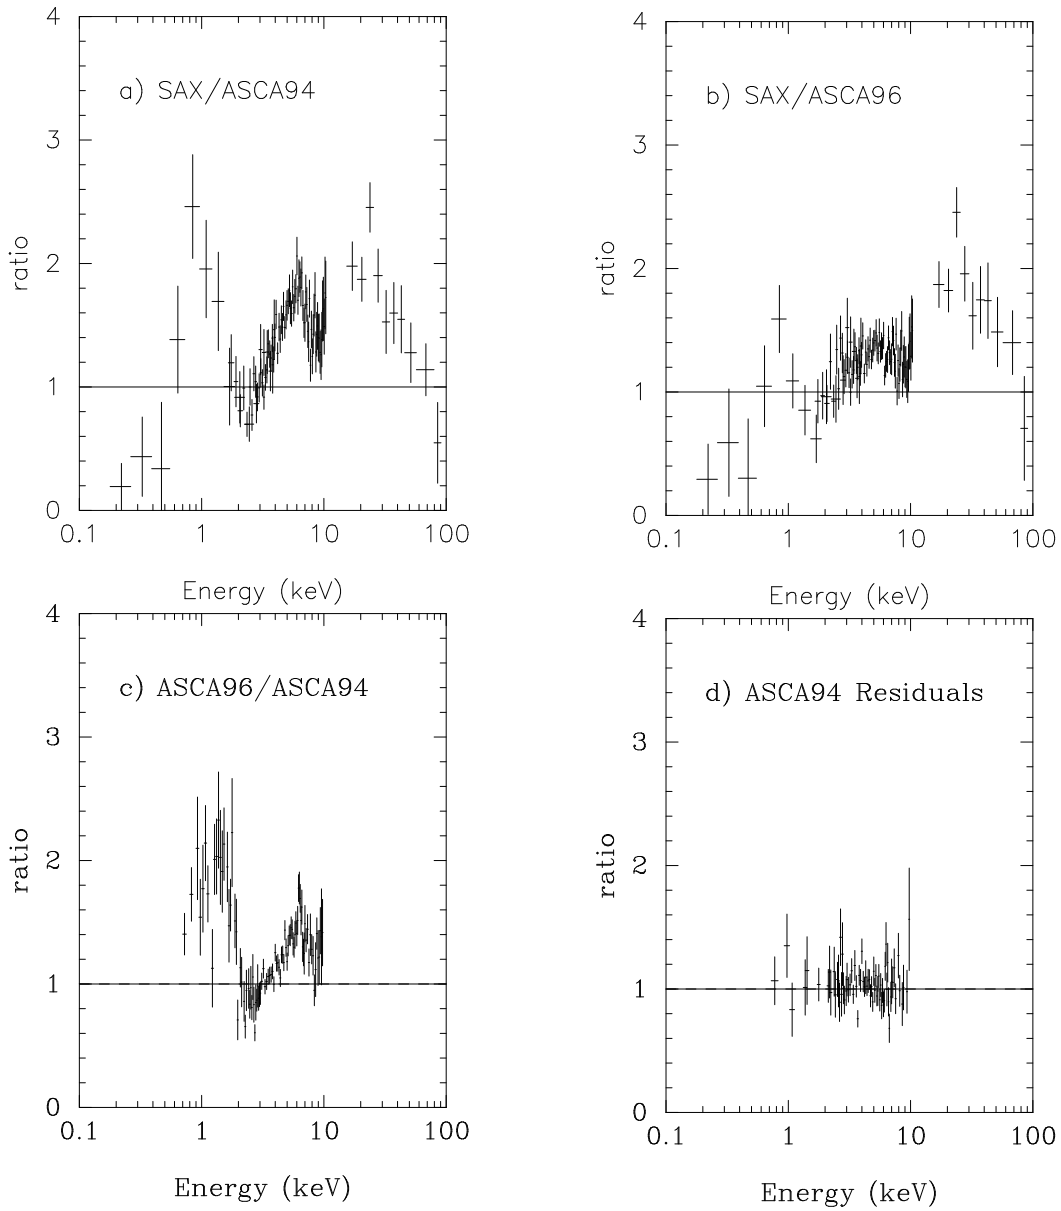 4
a) SAX/ASCA94
3
ratio
2
1
0
0.1 1 10 100
Energy (keV)
4
b) SAX/ASCA96
3
ratio
2
1
0
0.1 1 10 100
Energy (keV)
4
c) ASCA96/ASCA94
3
ratio
2
1
0
0.1 1 10 100
Energy (keV)
4
d) ASCA94 Residuals
3
ratio
2
1
0
0.1 1 10 100
Energy (keV)